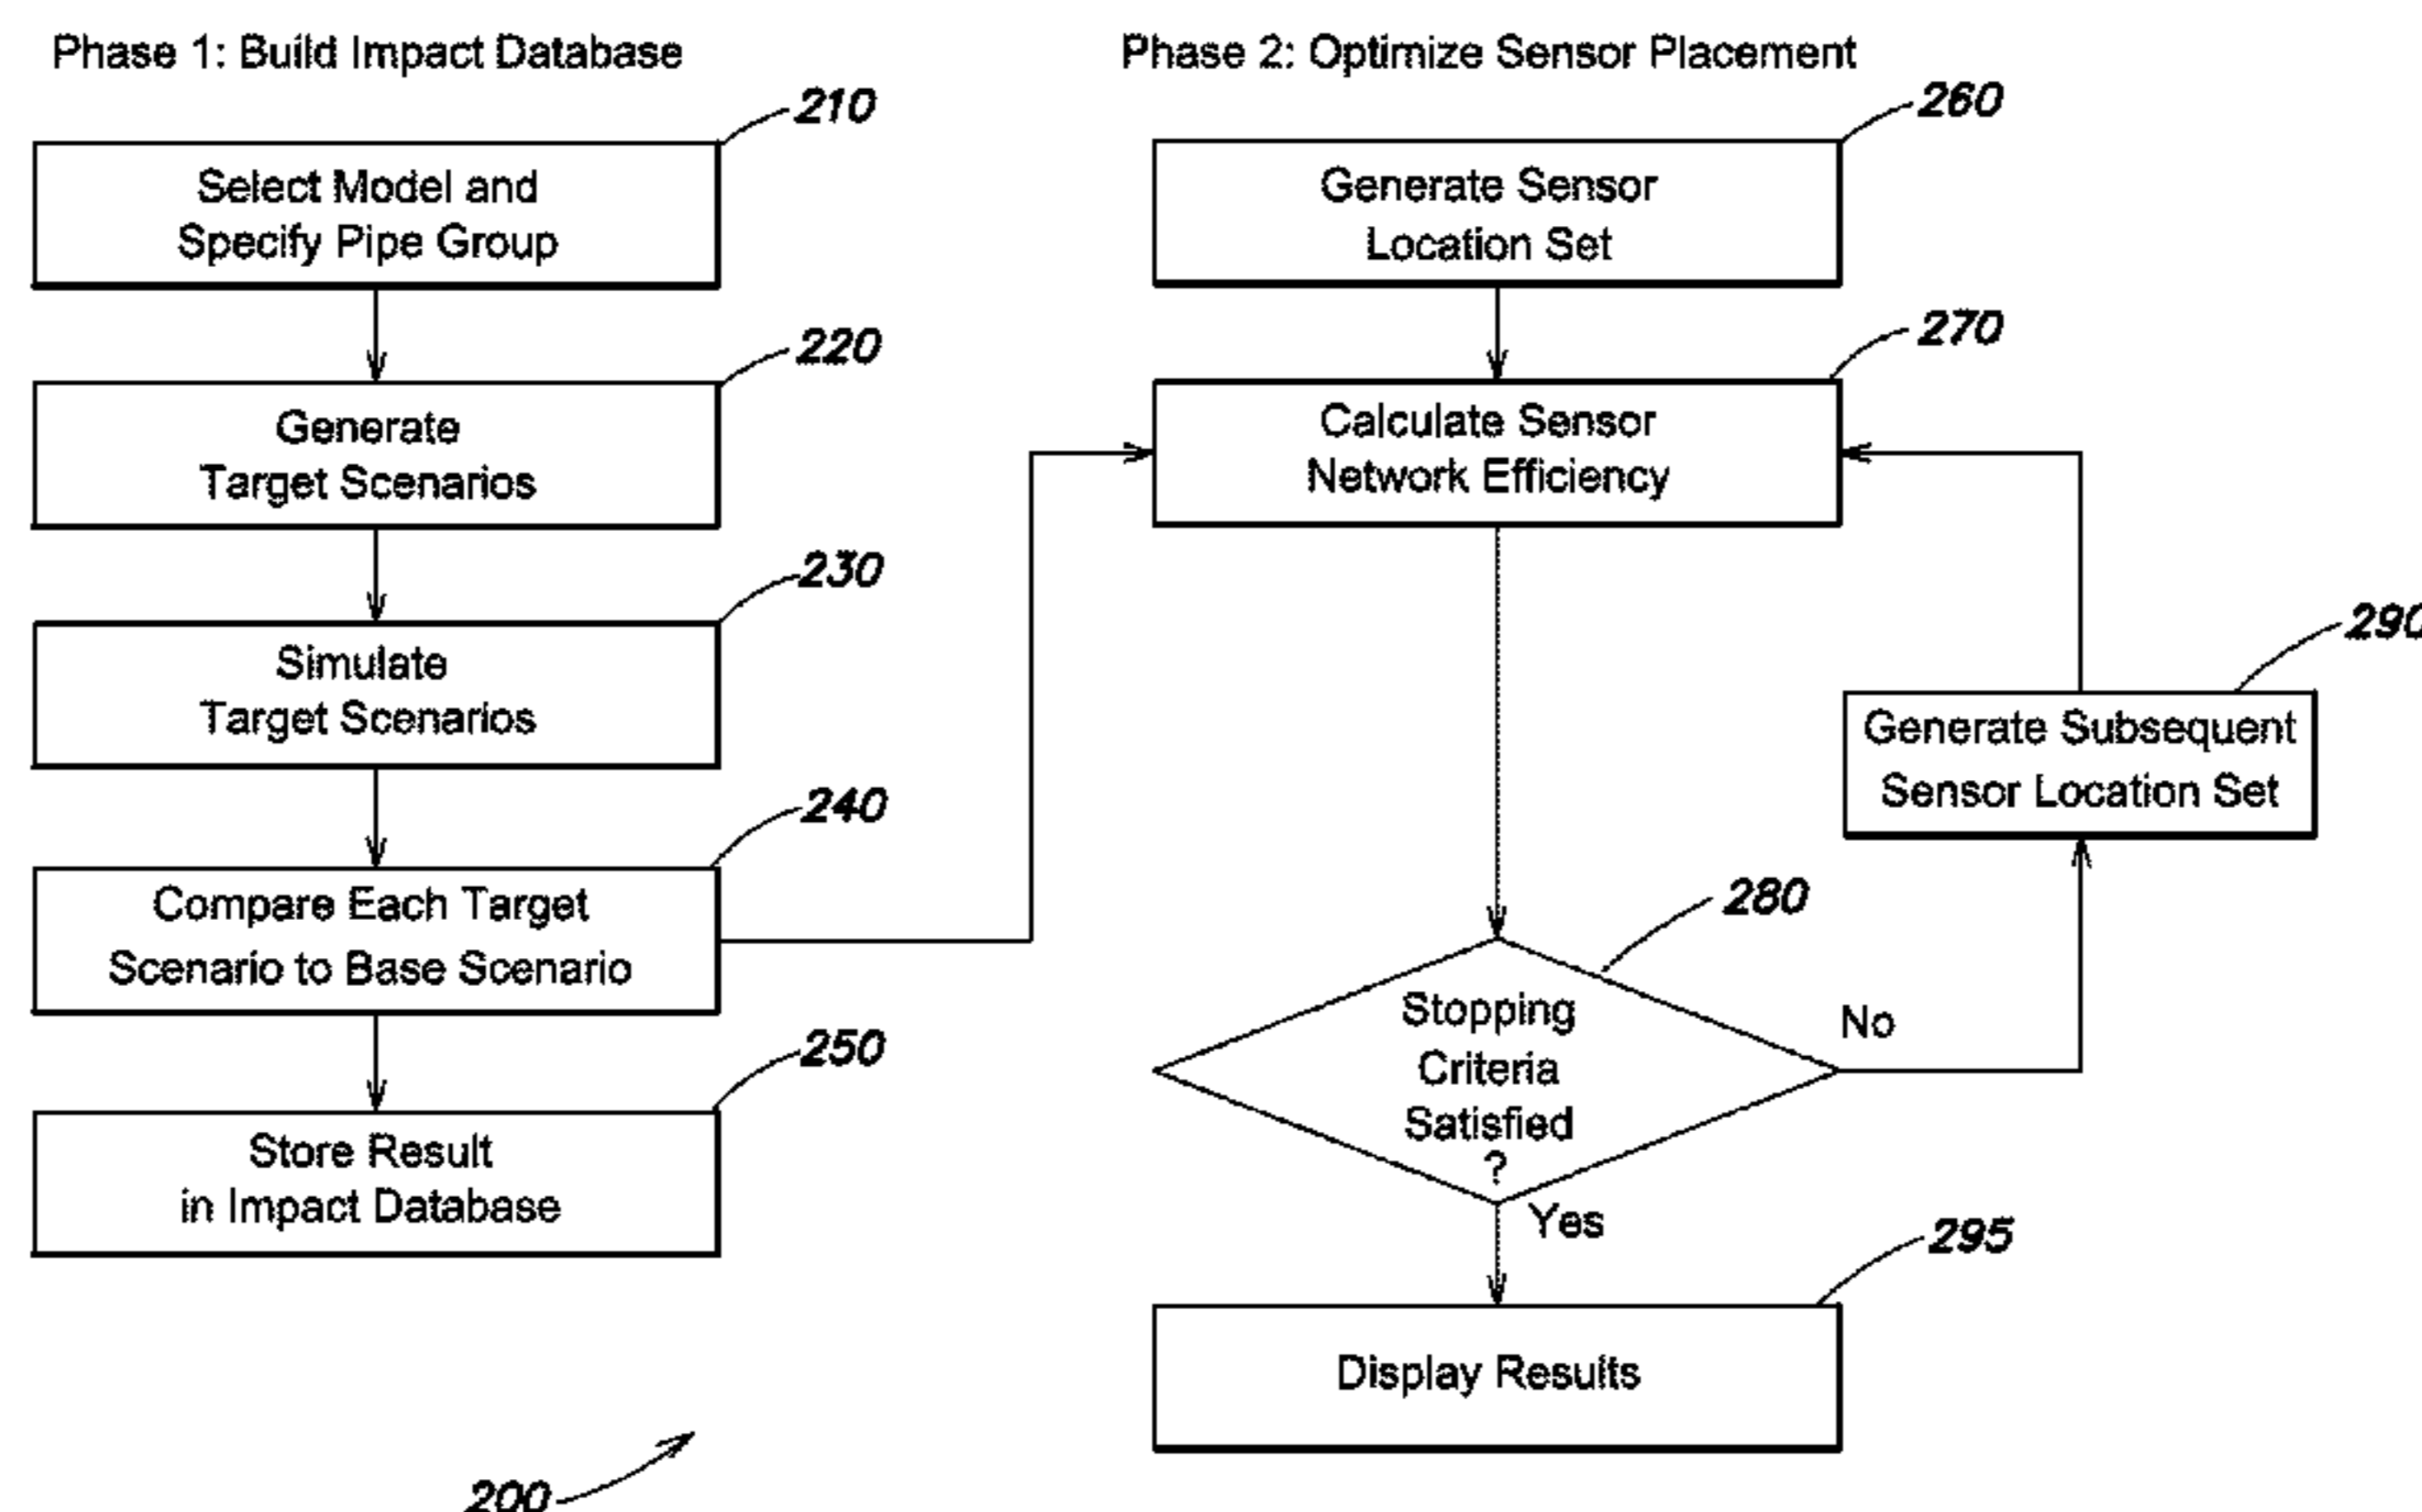 Phase 1: Build Impact Database
210
Select Model and
Specify Pipe Group
220
Generate
Target Scenarios
230
Simulate
Target Scenarios
240
Compare Each Target
Scenario to Base Scenario
250
Store Result
in Impact Database
200
Phase 2: Optimize Sensor Placement
260
Generate Sensor
Location Set
270
Calculate Sensor
Network Efficiency
290
Generate Subsequent
Sensor Location Set
280
Stopping
Criteria
Satisfied
?
No
Yes
295
Display Results